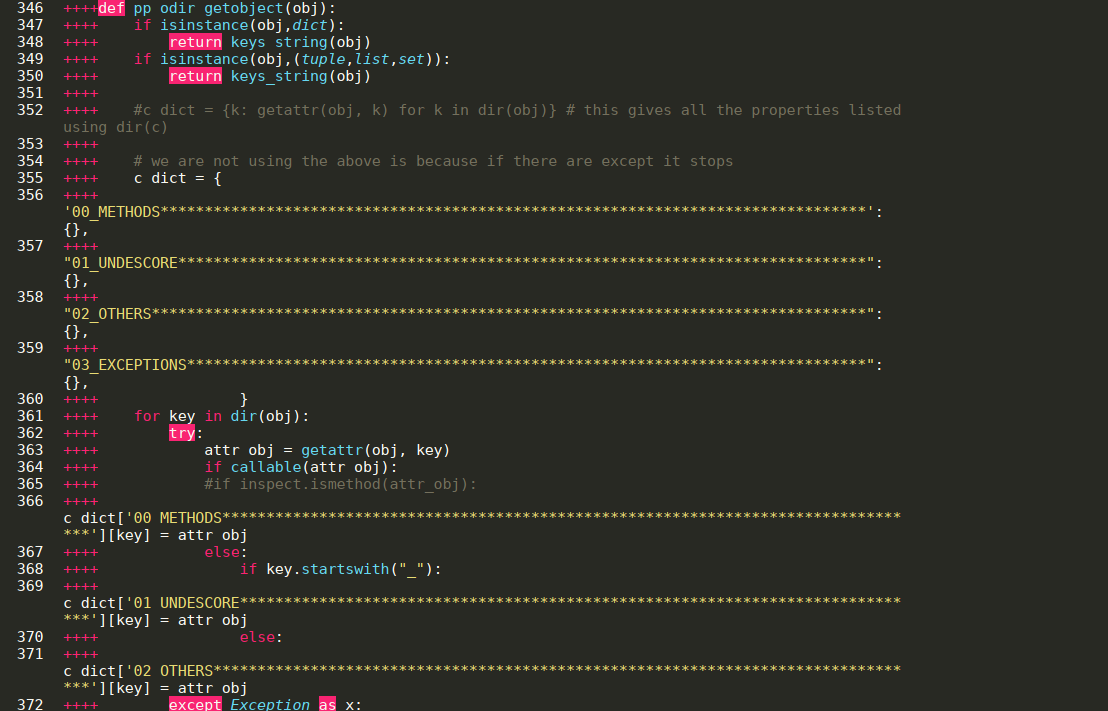 346 ++++def pp odir getobject(obj):
347 ++++    if isinstance(obj,dict):
348 ++++        return keys string(obj)
349 ++++    if isinstance(obj,(tuple,list,set)):
350 ++++        return keys_string(obj)
351 ++++
352 ++++    #c dict = {k: getattr(obj, k) for k in dir(obj)} # this gives all the properties listed
using dir(c)
353 ++++
354 ++++    # we are not using the above is because if there are except it stops
355 ++++    c dict = {
356 ++++
'00_METHODS********************************************************************************':
{},
357 ++++
"01_UNDESCORE******************************************************************************":
{},
358 ++++
"02_OTHERS*********************************************************************************":
{},
359 ++++
"03_EXCEPTIONS*****************************************************************************":
{},
360 ++++                }
361 ++++    for key in dir(obj):
362 ++++        try:
363 ++++            attr obj = getattr(obj, key)
364 ++++            if callable(attr obj):
365 ++++            #if inspect.ismethod(attr_obj):
366 ++++
c dict['00 METHODS*****************************************************************************
***'][key] = attr obj
367 ++++            else:
368 ++++                if key.startswith("_"):
369 ++++
c dict['01 UNDESCORE***************************************************************************
***'][key] = attr obj
370 ++++                else:
371 ++++
c dict['02 OTHERS******************************************************************************
***'][key] = attr obj
372 ++++        except Exception as x: